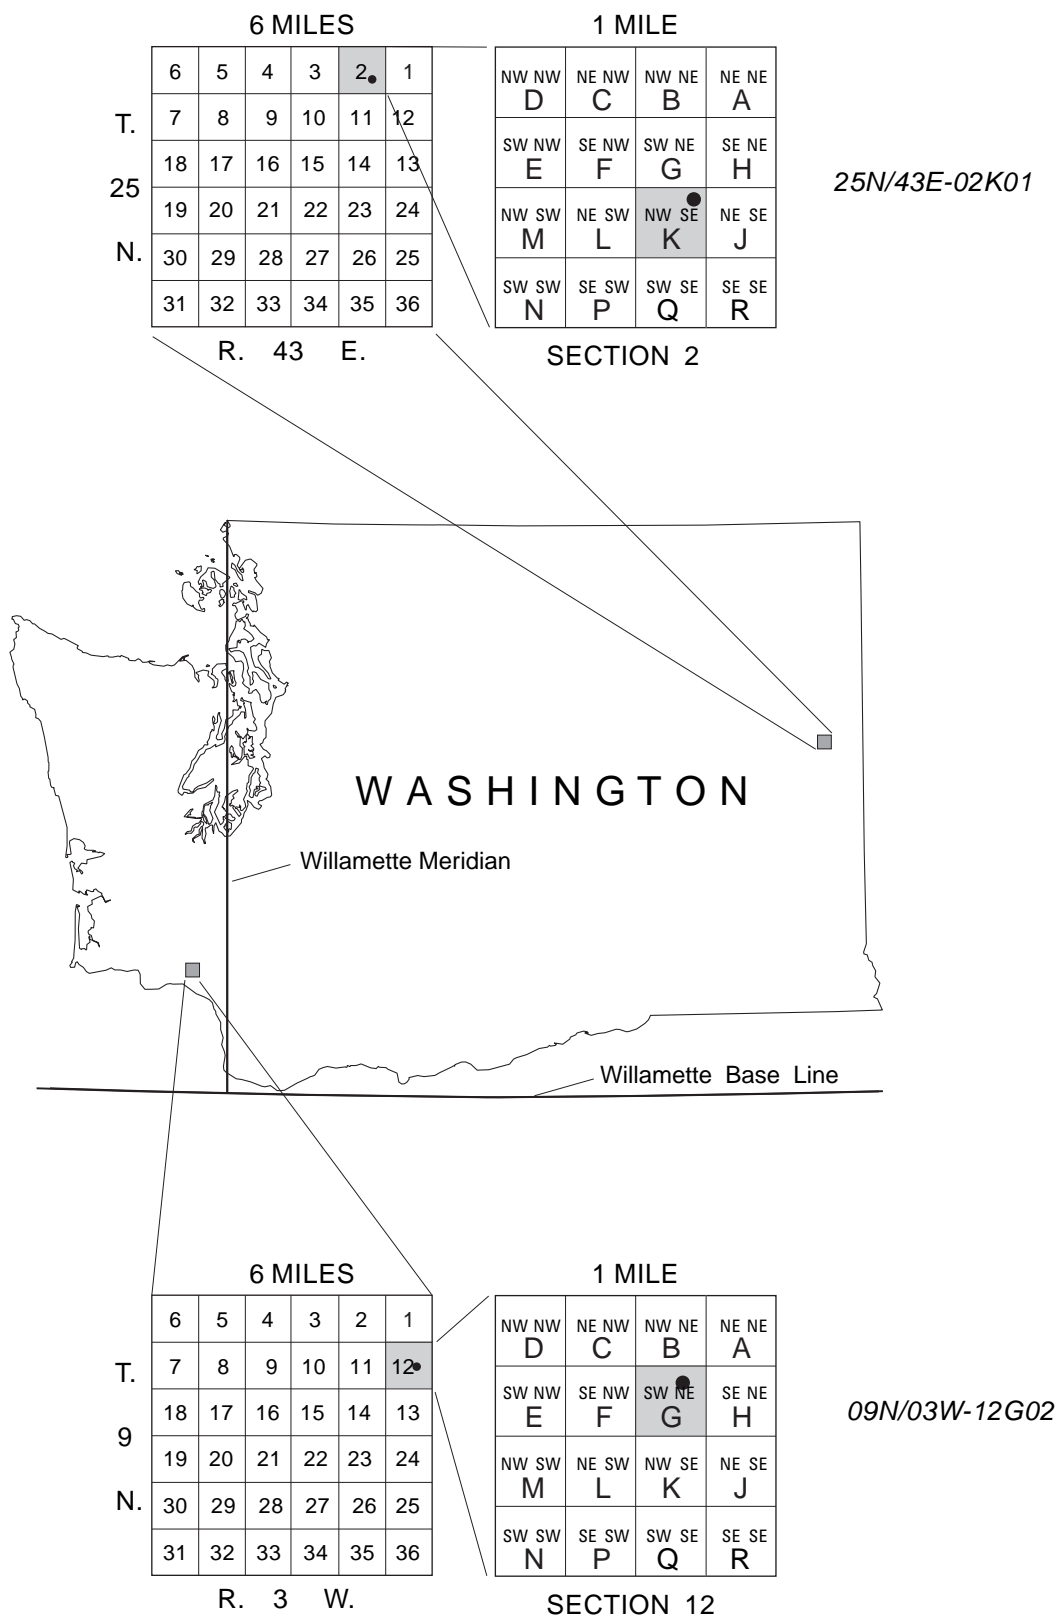 6 MILES 1 MILE
6 5 4 3 2 1
NW NW NE NW NW NE NE NE
D C B A
T.
7 8 9 10 11 12
SW NW SE NW SW NE SE NE
E F G H
18 17 16 15 14 13
25
25N/43E-02K01
19 20 21 22 23 24
NW SW NE SW NW SE NE SE
M L K J
N.
30 29 28 27 26 25
SW SW SE SW SW SE SE SE
N P Q R
31 32 33 34 35 36
R. 43 E.
SECTION 2
WASHINGTON
Willamette Meridian
Willamette Base Line
6 MILES 1 MILE
6 5 4 3 2 1
NW NW NE NW NW NE NE NE
D C B A
T.
7 8 9 10 11 12
SW NW SE NW SW NE SE NE
E F G H
18 17 16 15 14 13
09N/03W-12G02
9
19 20 21 22 23 24
NW SW NE SW NW SE NE SE
M L K J
N.
30 29 28 27 26 25
SW SW SE SW SW SE SE SE
N P Q R
31 32 33 34 35 36
R. 3 W.
SECTION 12